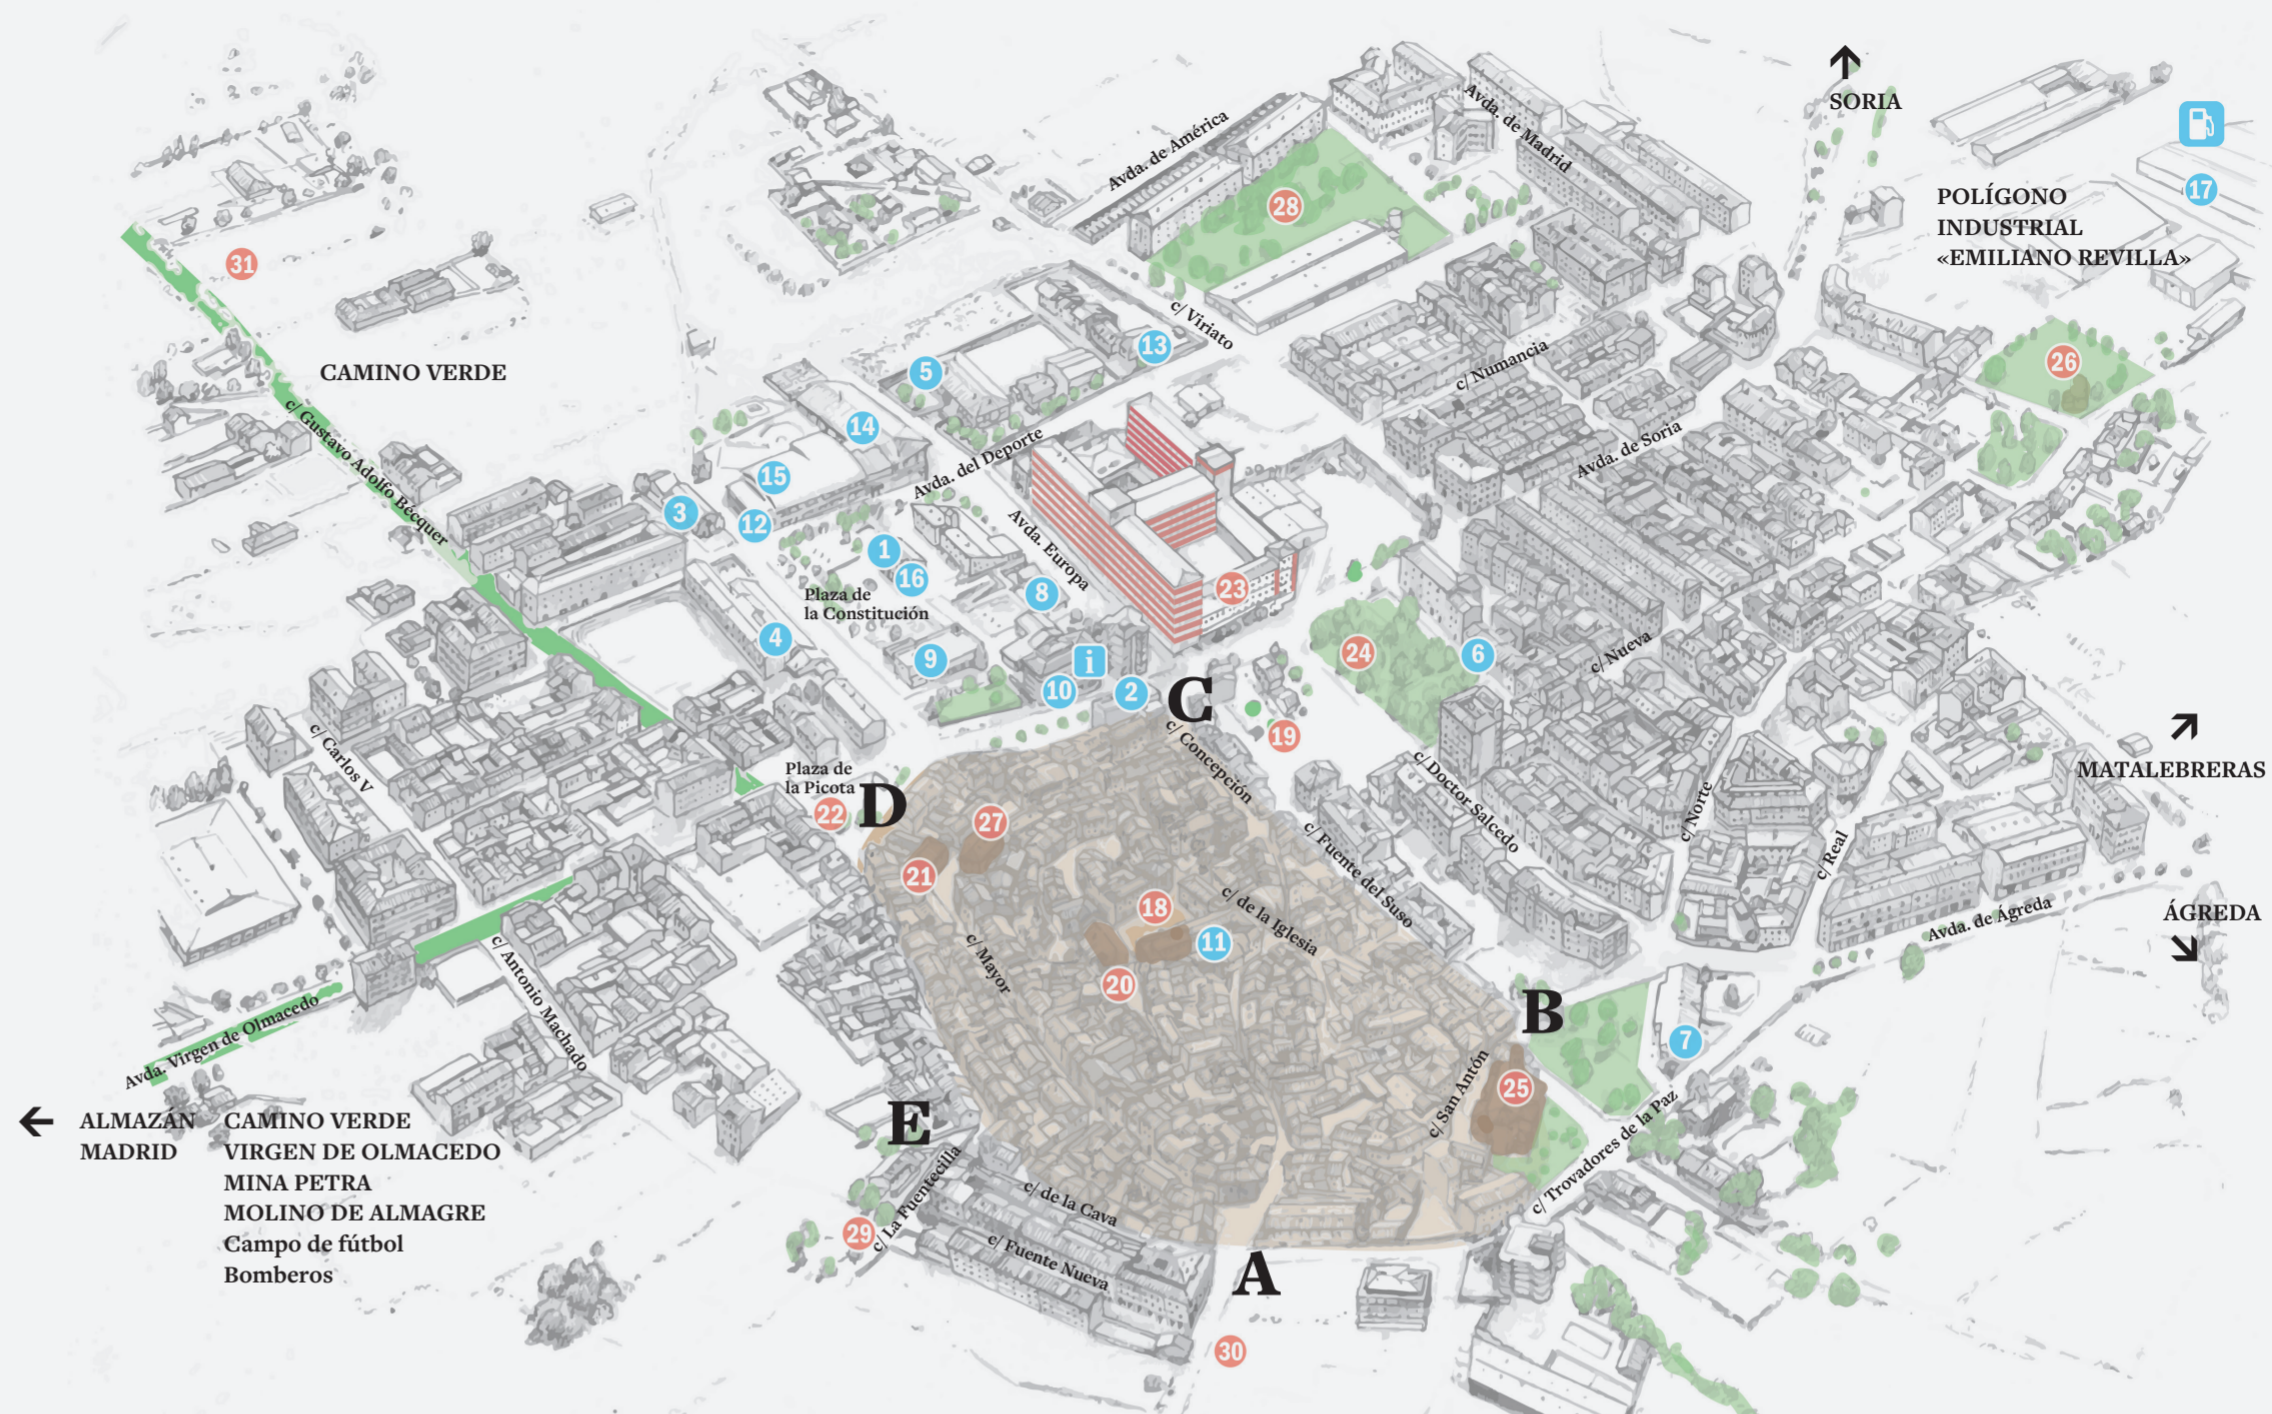 SORIA
Avda. de América
Avda. de Madrid
17
POLÍGONO
INDUSTRIAL
«EMILIANO REVILLA»
28
31
c/ Viriato
13
5
c/ Numancia
26
CAMINO VERDE
c/ Gustavo Adolfo Bécquer
14
Avda. del Deporte
Avda. de Soria
15
3
12
1
16
Avda. Europa
8
23
Plaza de
la Constitución
4
9
i
10
2
C
24
6
c/ Nueva
19
c/ Concepción
c/ Carlos V
Plaza de
la Picota
22
D
27
21
c/ Doctor Salcedo
c/ Norte
c/ Real
MATALEBRERAS
c/ Fuente del Suso
18
c/ de la Iglesia
11
20
c/ Mayor
Avda. de Ágreda
ÁGREDA
c/ Antonio Machado
Avda. Virgen de Olmacedo
B
7
25
c/ San Antón
c/ Trovadores de la Paz
E
ALMAZÁN
MADRID
CAMINO VERDE
VIRGEN DE OLMACEDO
MINA PETRA
MOLINO DE ALMAGRE
Campo de fútbol
Bomberos
29
c/ La Fuentecilla
c/ de la Cava
c/ Fuente Nueva
A
30